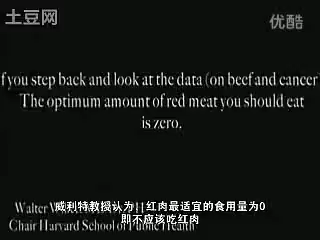 土豆网
优酷
f you step back and look at the data (on beef and cancer
The optimum amount of red meat you should eat
is zero.
Walter W
威利特教授认为，红肉最适宜的食用量为0
即不应该吃红肉
Chair Harvard School of Public Health